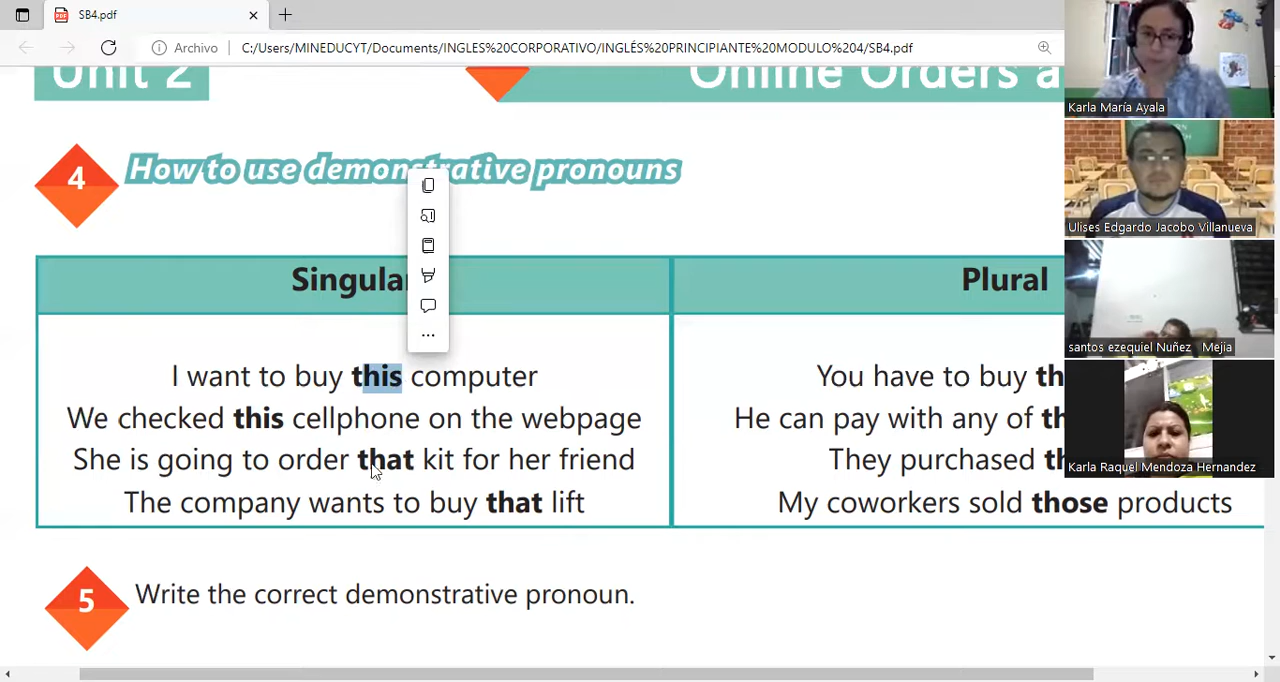 SB4.pdf
Archivo
C:/Users/MINEDUCYT/Documents/INGLES%20CORPORATIVO/INGLÉS%20PRINCIPIANTE%20MODULO%204/SB4.pdf
Unit 2
Online Orders a
4
How to use demonstrative pronouns
Singular
Plural
I want to buy this computer
We checked this cellphone on the webpage
She is going to order that kit for her friend
The company wants to buy that lift
You have to buy th
He can pay with any of th
They purchased th
My coworkers sold those products
5
Write the correct demonstrative pronoun.
Karla María Ayala
Ulises Edgardo Jacobo Villanueva
santos ezequiel Nuñez Mejia
Karla Raquel Mendoza Hernandez